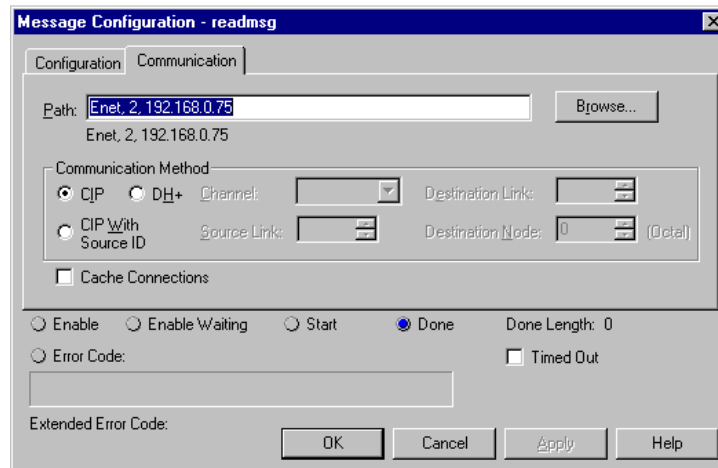 Message Configuration - readmsg
Configuration Communication
Path: Enet, 2, 192.168.0.75 Browse...
Enet, 2, 192.168.0.75
Communication Method
CIP DH+ Channel: Destination Link:
CIP With Source ID Source Link: Destination Node: 0 (Octal)
Cache Connections
Enable Enable Waiting Start Done Done Length: 0
Error Code: Timed Out
Extended Error Code:
OK Cancel Apply Help